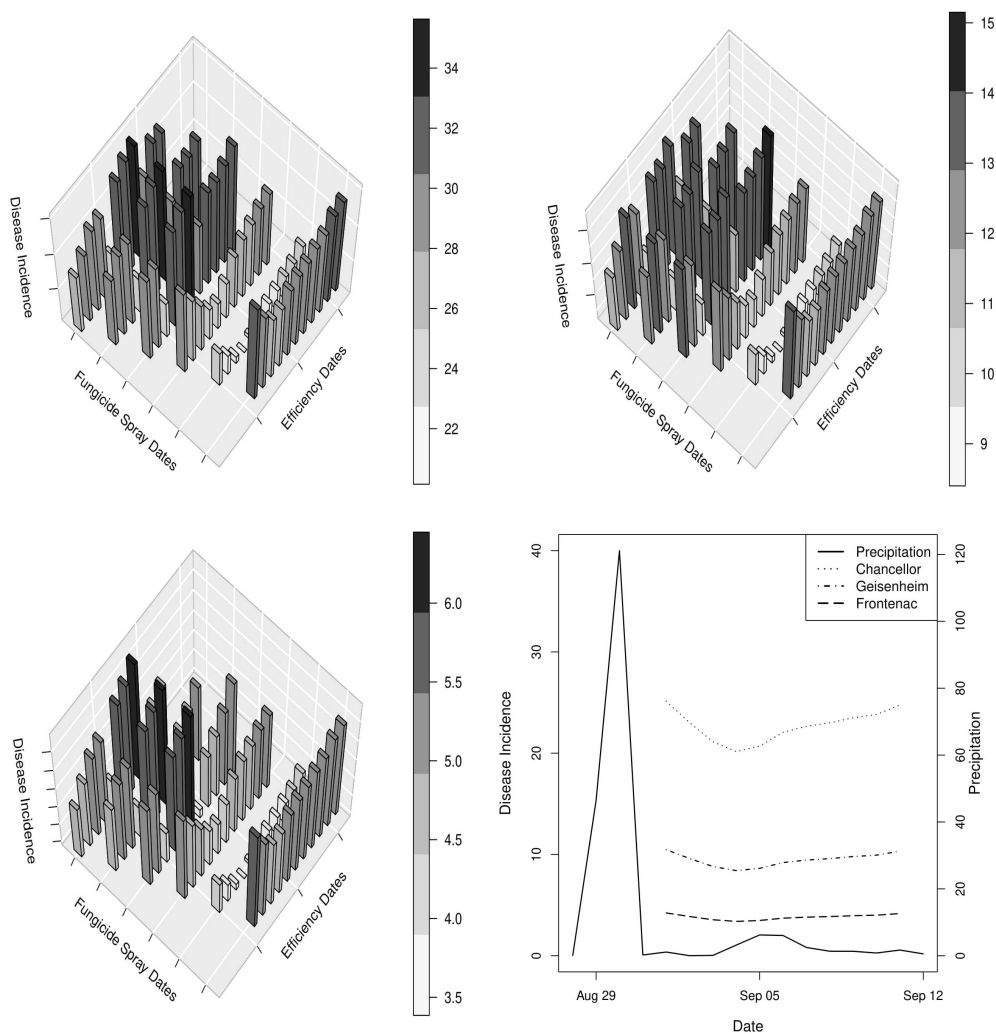 Disease Incidence
Fungicide Spray Dates
Efficiency Dates
34
32
30
28
26
24
22
Disease Incidence
Fungicide Spray Dates
Efficiency Dates
15
14
13
12
11
10
9
Disease Incidence
Fungicide Spray Dates
Efficiency Dates
6.0
5.5
5.0
4.5
4.0
3.5
Precipitation
Chancellor
Geisenheim
Frontenac
Disease Incidence
40
30
20
10
0
120
100
80
60
40
20
0
Precipitation
Aug 29
Sep 05
Sep 12
Date